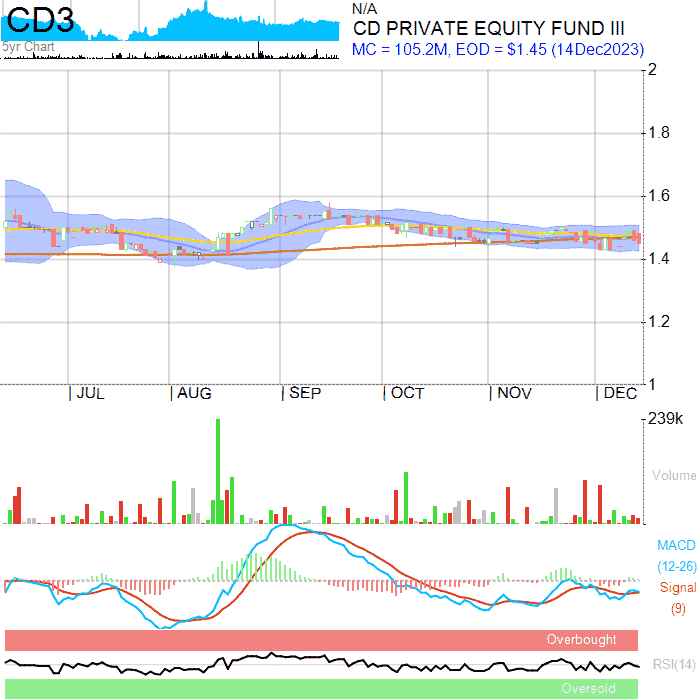 CD3
5yr Chart
N/A
CD PRIVATE EQUITY FUND III
MC = 105.2M, EOD = $1.45 (14Dec2023)
2
1.8
1.6
1.4
1.2
1
JUL AUG SEP OCT NOV DEC
239k
Volume
MACD
(12-26)
Signal
(9)
Overbought
RSI(14)
Oversold